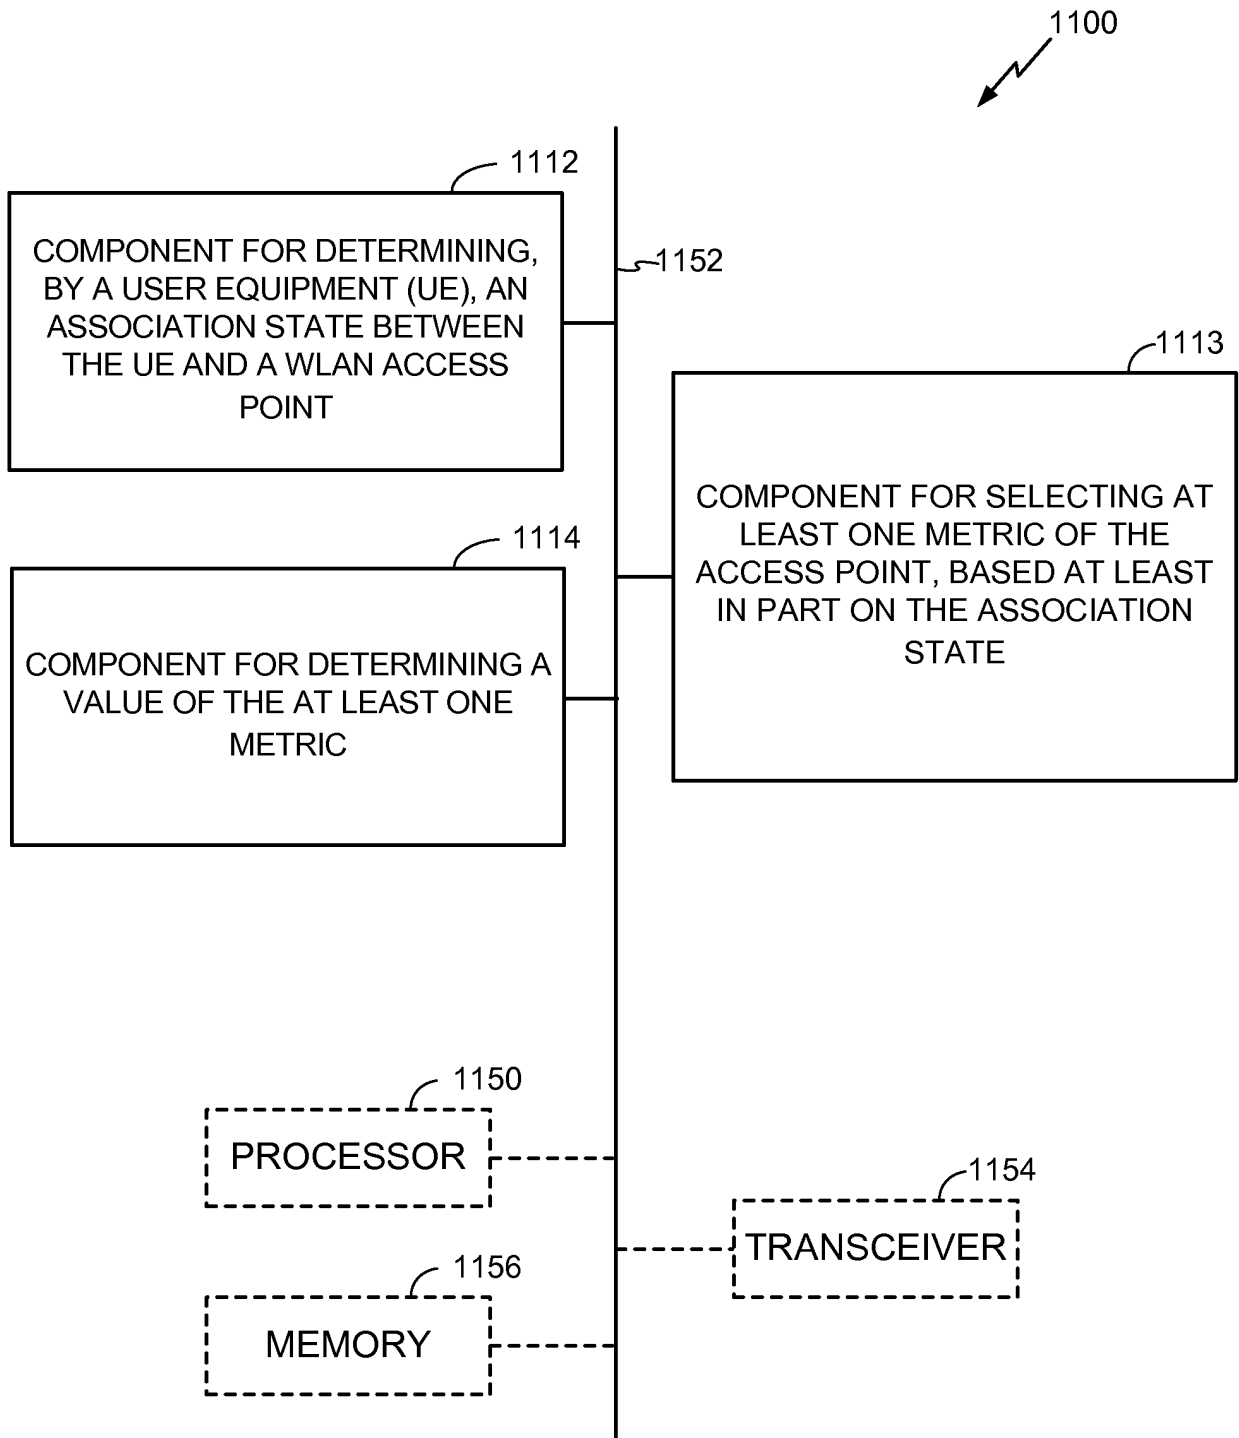 1100
1112
COMPONENT FOR DETERMINING,
BY A USER EQUIPMENT (UE), AN
ASSOCIATION STATE BETWEEN
THE UE AND A WLAN ACCESS
POINT
1152
1113
COMPONENT FOR SELECTING AT
LEAST ONE METRIC OF THE
ACCESS POINT, BASED AT LEAST
IN PART ON THE ASSOCIATION
STATE
1114
COMPONENT FOR DETERMINING A
VALUE OF THE AT LEAST ONE
METRIC
1150
PROCESSOR
1154
TRANSCEIVER
1156
MEMORY